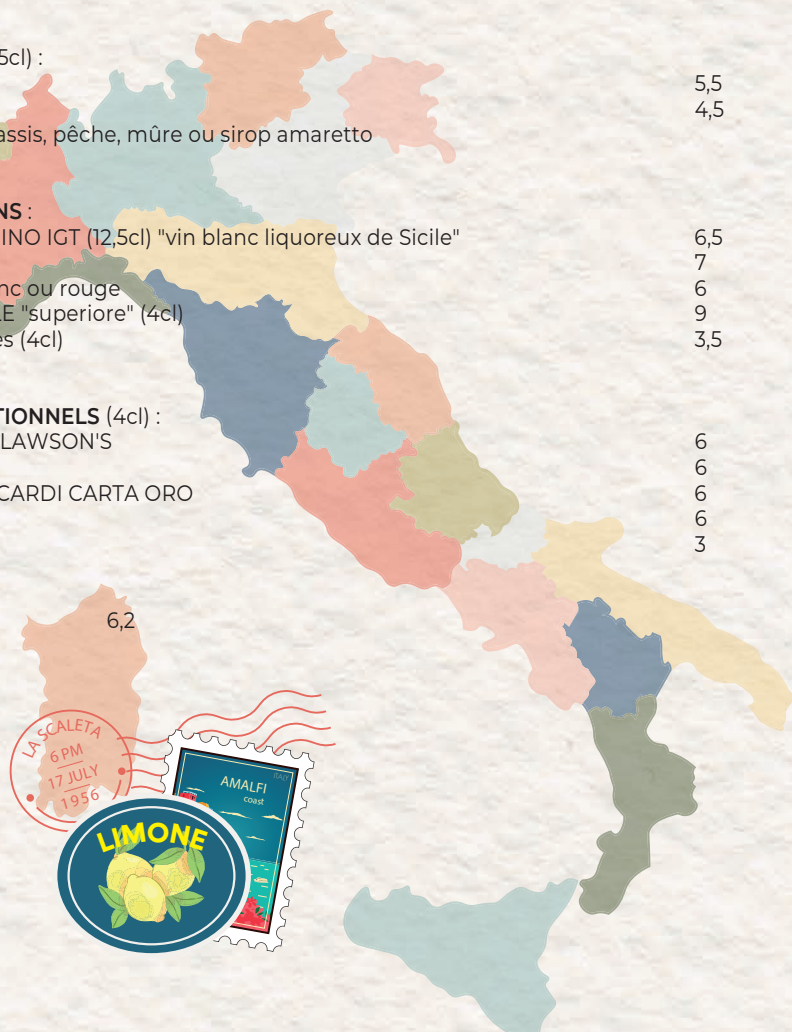 5cl) :
5,5
4,5
assis, pêche, mûre ou sirop amaretto
NS :
INO IGT (12,5cl) "vin blanc liquoreux de Sicile" 6,5
7
nc ou rouge 6
LE "superiore" (4cl) 9
es (4cl) 3,5
TIONNELS (4cl) :
LAWSON'S 6
6
CARDI CARTA ORO 6
6
3
6,2
LA SCALETA
6 PM
17 JULY
1956
ITALY
AMALFI
coast
LIMONE